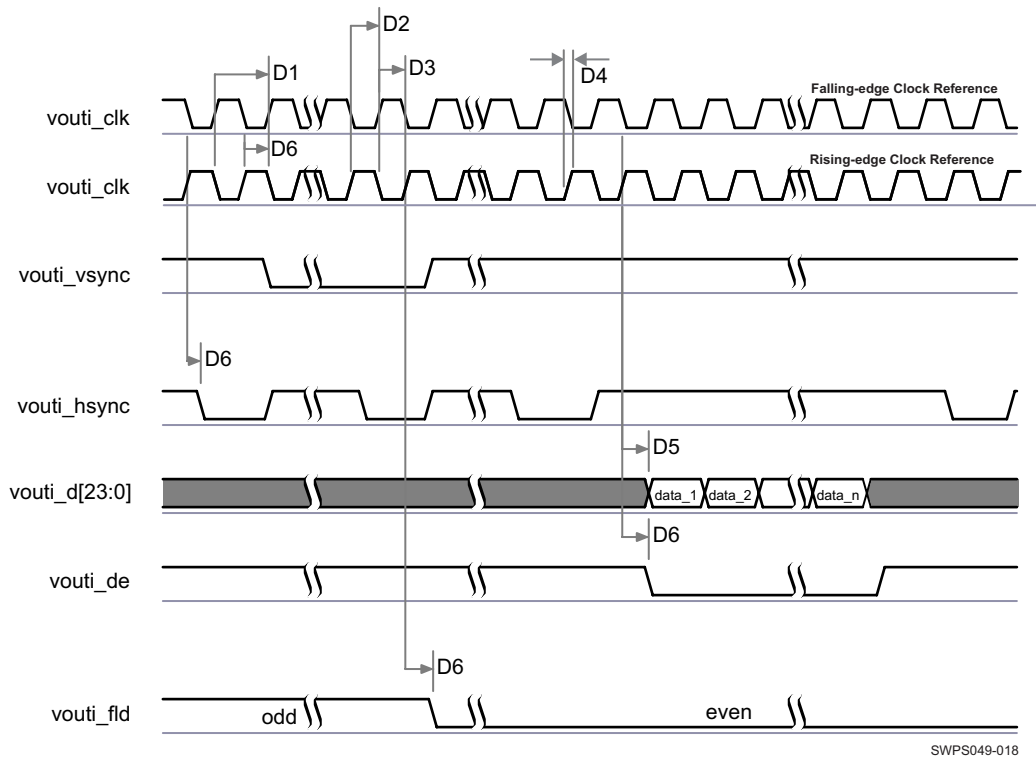 D2
D3
D1
D4
Falling-edge Clock Reference
vouti_clk
D6
Rising-edge Clock Reference
vouti_clk
vouti_vsync
D6
vouti_hsync
D5
vouti_d[23:0]
data_1 data_2 data_n
D6
vouti_de
D6
vouti_fld
odd even
SWPS049-018